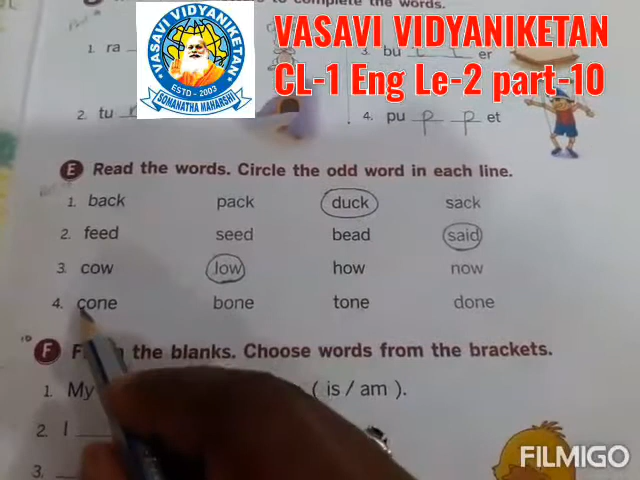 to complete the words.
VASAVI VIDYANIKETAN
CL-1 Eng Le-2 part-10
VASAVI VIDYANIKETAN
ESTD - 2003
SOMANATHA MAHARSHI
1. ra
3. bu t t er
2. tu r
4. pu p p et
E Read the words. Circle the odd word in each line.
1. back pack duck sack
2. feed seed bead said
3. cow low how now
4. cone bone tone done
F the blanks. Choose words from the brackets.
1. My ( is / am ).
2. I
3.
FILMIGO